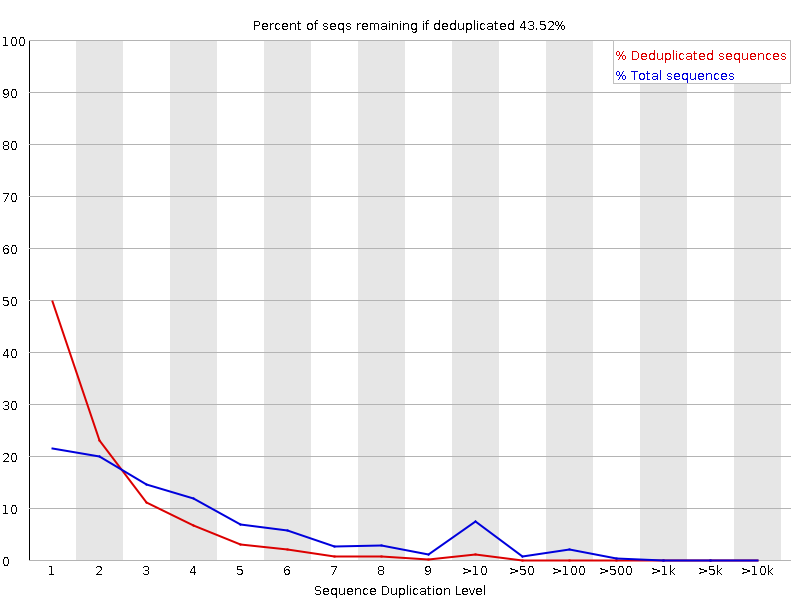 Percent of seqs remaining if deduplicated 43.52%
% Deduplicated sequences
% Total sequences
100
90
80
70
60
50
40
30
20
10
0
1 2 3 4 5 6 7 8 9 >10 >50 >100 >500 >1k >5k >10k
Sequence Duplication Level